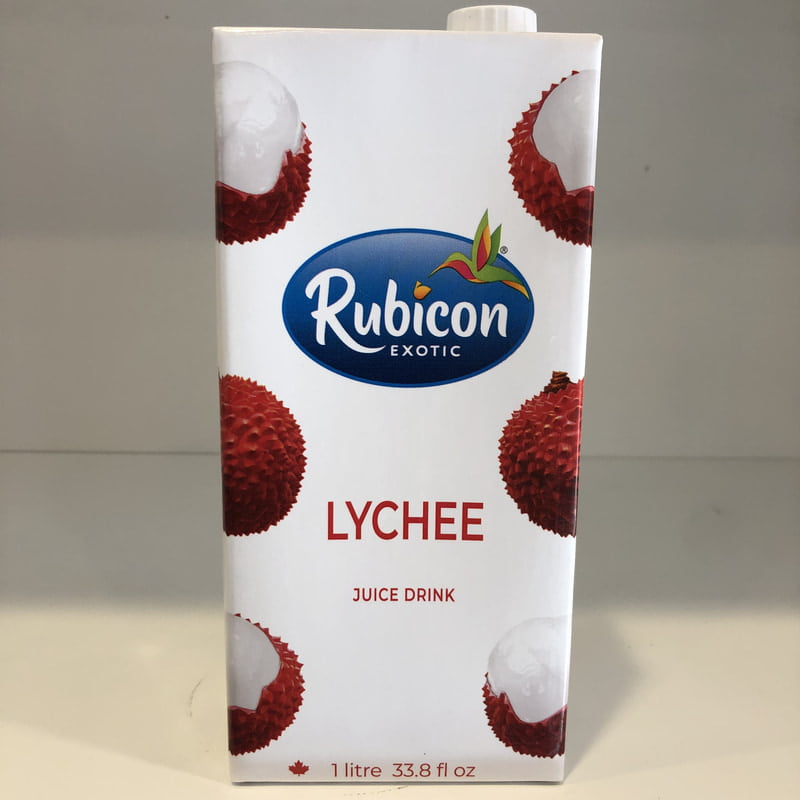 Rubicon®
EXOTIC
LYCHEE
JUICE DRINK
1 litre 33.8 fl oz